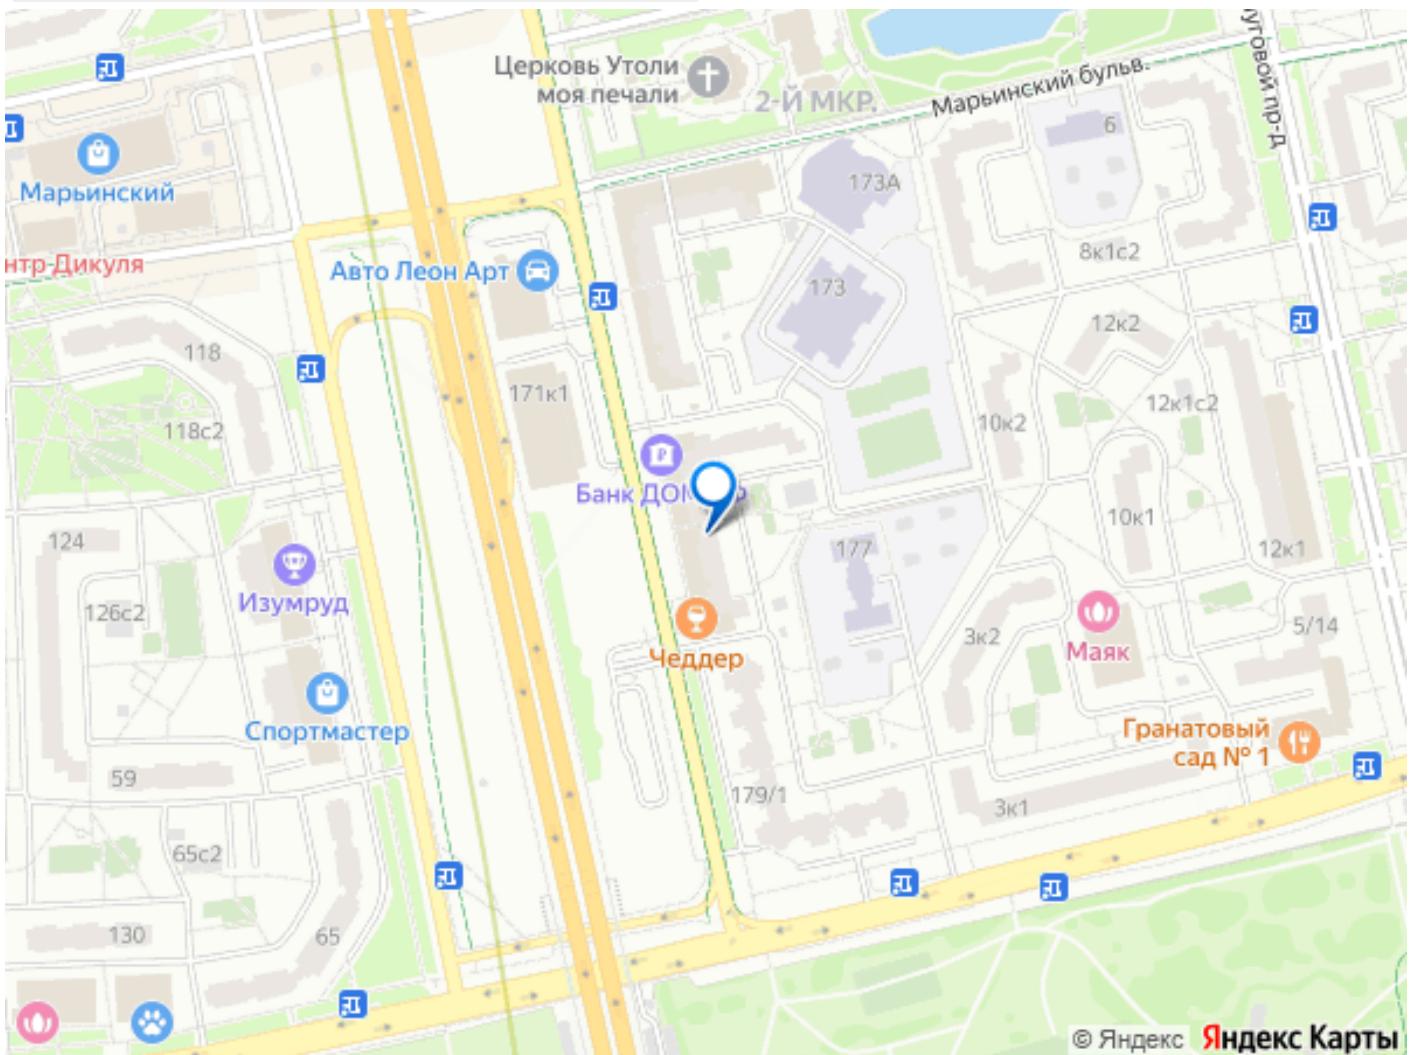 Церковь Утоли
моя печали
2-Й МКР.
Марьинский бульв.
уговой пр-д
6
Марьинский
173А
8к1с2
нтр Дикуля
Авто Леон Арт
173
12к2
118
171к1
12к1с2
118с2
10к2
Банк ДОМ
10к1
124
177
12к1
Изумруд
126с2
3к2
5/14
Чеддер
Маяк
Спортмастер
Гранатовый
сад № 1
59
179/1
3к1
65с2
130
65
© Яндекс Яндекс Карты